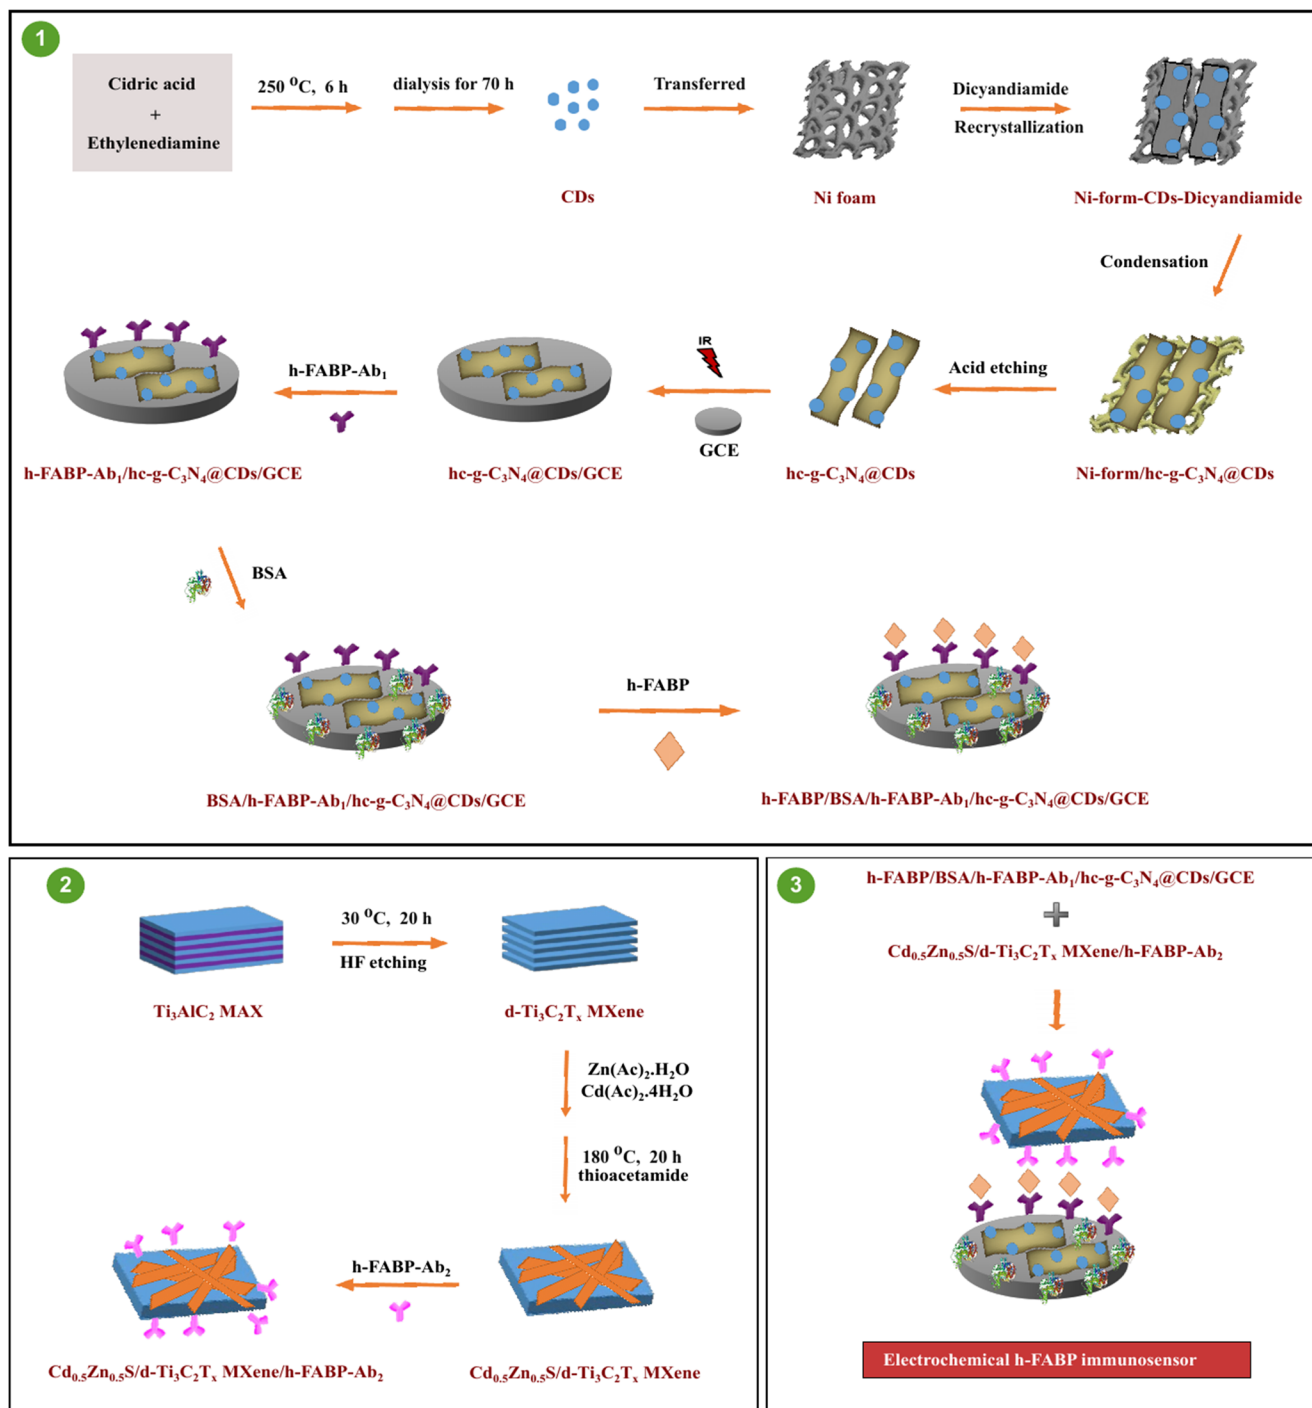 1
Cidric acid
+
Ethylenediamine
250 ⁰C, 6 h
dialysis for 70 h
CDs
Transferred
Ni foam
Dicyandiamide
Recrystallization
Ni-form-CDs-Dicyandiamide
Condensation
Ni-form/hc-g-C₃N₄@CDs
Acid etching
hc-g-C₃N₄@CDs
IR
GCE
hc-g-C₃N₄@CDs/GCE
h-FABP-Ab₁
h-FABP-Ab₁/hc-g-C₃N₄@CDs/GCE
BSA
BSA/h-FABP-Ab₁/hc-g-C₃N₄@CDs/GCE
h-FABP
h-FABP/BSA/h-FABP-Ab₁/hc-g-C₃N₄@CDs/GCE
2
Ti₃AlC₂ MAX
30 ⁰C, 20 h
HF etching
d-Ti₃C₂Tₓ MXene
Zn(Ac)₂.H₂O
Cd(Ac)₂.4H₂O
180 ⁰C, 20 h
thioacetamide
Cd₀.₅Zn₀.₅S/d-Ti₃C₂Tₓ MXene
h-FABP-Ab₂
Cd₀.₅Zn₀.₅S/d-Ti₃C₂Tₓ MXene/h-FABP-Ab₂
3
h-FABP/BSA/h-FABP-Ab₁/hc-g-C₃N₄@CDs/GCE
+
Cd₀.₅Zn₀.₅S/d-Ti₃C₂Tₓ MXene/h-FABP-Ab₂
Electrochemical h-FABP immunosensor